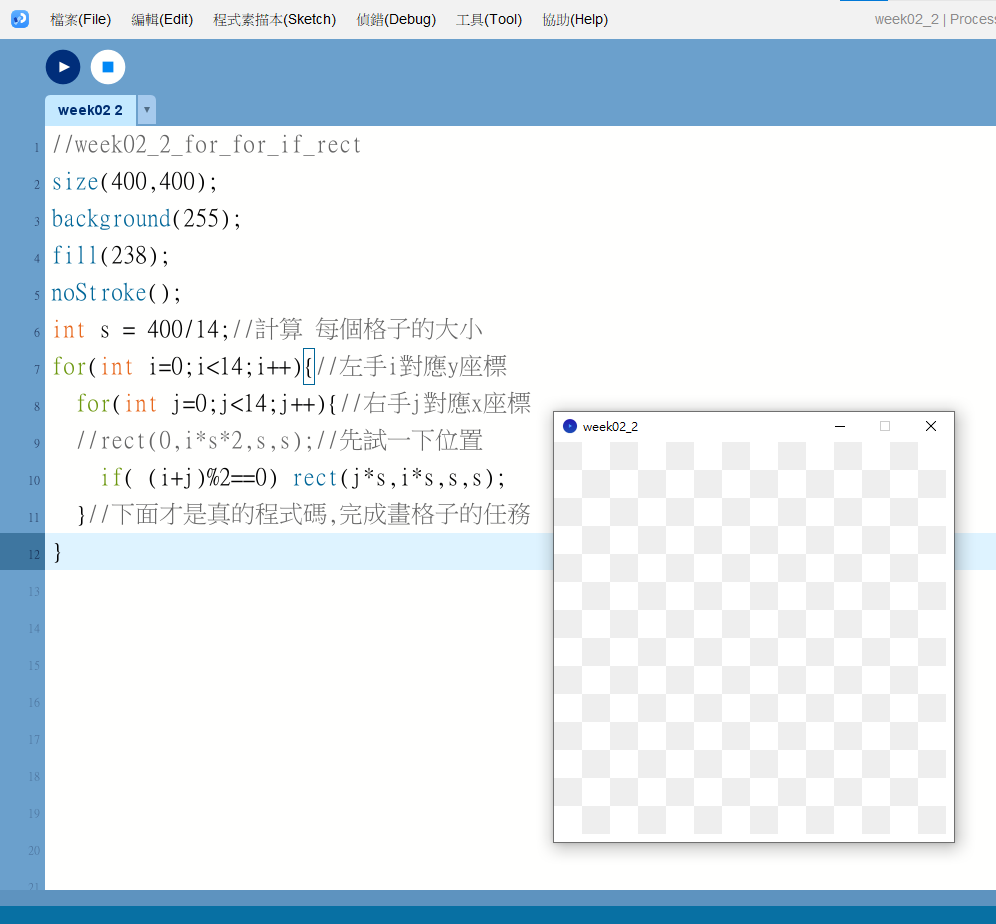 檔案(File) 編輯(Edit) 程式素描本(Sketch) 偵錯(Debug) 工具(Tool) 協助(Help) week02_2 | Process
week02 2 ▾
1 //week02_2_for_for_if_rect
2 size(400,400);
3 background(255);
4 fill(238);
5 noStroke();
6 int s = 400/14;//計算 每個格子的大小
7 for(int i=0;i<14;i++){//左手i對應y座標
8 for(int j=0;j<14;j++){//右手j對應x座標
week02_2
9 //rect(0,i*s*2,s,s);//先試一下位置
10 if( (i+j)%2==0) rect(j*s,i*s,s,s);
11 }//下面才是真的程式碼,完成畫格子的任務
12 }
13
14
15
16
17
18
19
20
21